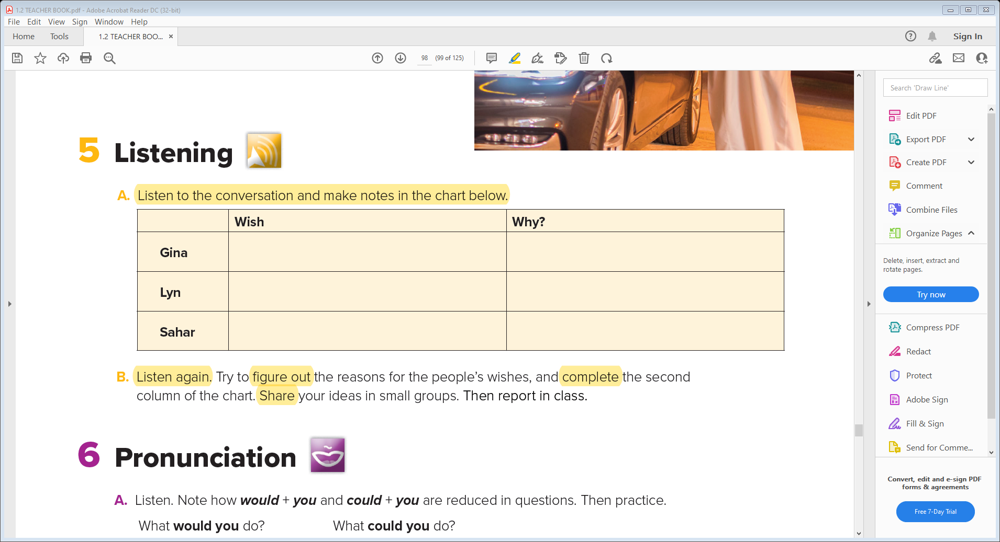 1.2 TEACHER BOOK.pdf - Adobe Acrobat Reader DC (32-bit)
File Edit View Sign Window Help
Home Tools 1.2 TEACHER BOO... × Sign In
98 (99 of 125)
Search 'Draw Line'
Edit PDF
Export PDF
Create PDF
Comment
Combine Files
Organize Pages
Delete, insert, extract and
rotate pages.
Try now
Compress PDF
Redact
Protect
Adobe Sign
Fill & Sign
Send for Comme...
Convert, edit and e-sign PDF
forms & agreements
Free 7-Day Trial
5 Listening
A. Listen to the conversation and make notes in the chart below.
Wish Why?
Gina
Lyn
Sahar
B. Listen again. Try to figure out the reasons for the people's wishes, and complete the second
column of the chart. Share your ideas in small groups. Then report in class.
6 Pronunciation
A. Listen. Note how would + you and could + you are reduced in questions. Then practice.
What would you do? What could you do?